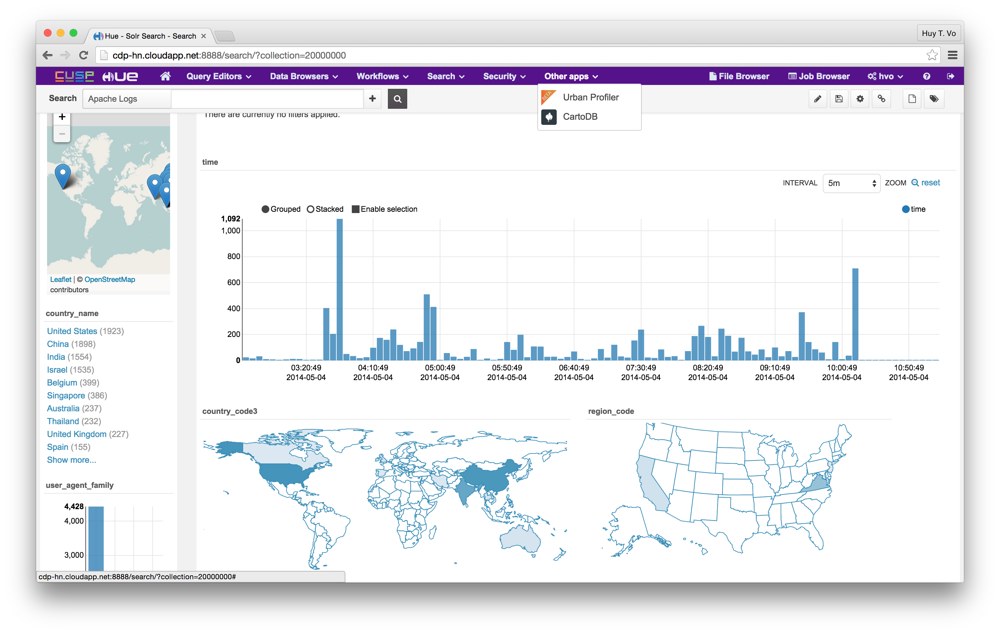 Hue - Solr Search - Search
Huy T. Vo
cdp-hn.cloudapp.net:8888/search/?collection=20000000
CUSP HUE Query Editors Data Browsers Workflows Search Security Other apps File Browser Job Browser hvo
Search Apache Logs
BETA Urban Profiler
CartoDB
There are currently no filters applied.
+
−
Leaflet | © OpenStreetMap
contributors
country_name
United States (1923)
China (1898)
India (1554)
Israel (1535)
Belgium (399)
Singapore (386)
Australia (237)
Thailand (232)
United Kingdom (227)
Spain (155)
Show more...
user_agent_family
4,428
4,000
3,000
time
INTERVAL 5m ZOOM reset
Grouped Stacked Enable selection time
1,092
1,000
800
600
400
200
0
03:20:49 04:10:49 05:00:49 05:50:49 06:40:49 07:30:49 08:20:49 09:10:49 10:00:49 10:50:49
2014-05-04 2014-05-04 2014-05-04 2014-05-04 2014-05-04 2014-05-04 2014-05-04 2014-05-04 2014-05-04 2014-05-04
country_code3
region_code
cdp-hn.cloudapp.net:8888/search/?collection=20000000#